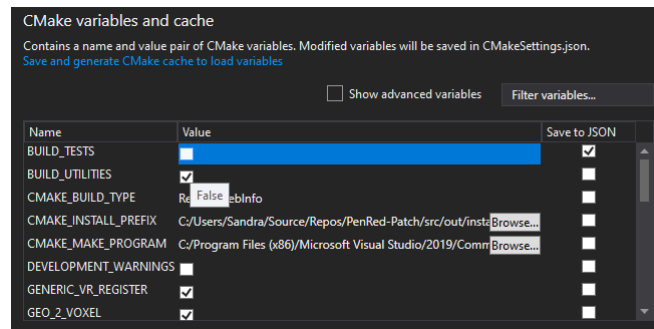 CMake variables and cache
Contains a name and value pair of CMake variables. Modified variables will be saved in CMakeSettings.json.
Save and generate CMake cache to load variables
Show advanced variables Filter variables...
Name Value Save to JSON
BUILD_TESTS
BUILD_UTILITIES
False
CMAKE_BUILD_TYPE
CMAKE_INSTALL_PREFIX C:/Users/Sandra/Source/Repos/PenRed-Patch/src/out/insta Browse...
CMAKE_MAKE_PROGRAM C:/Program Files (x86)/Microsoft Visual Studio/2019/Comm Browse...
DEVELOPMENT_WARNINGS
GENERIC_VR_REGISTER
GEO_2_VOXEL